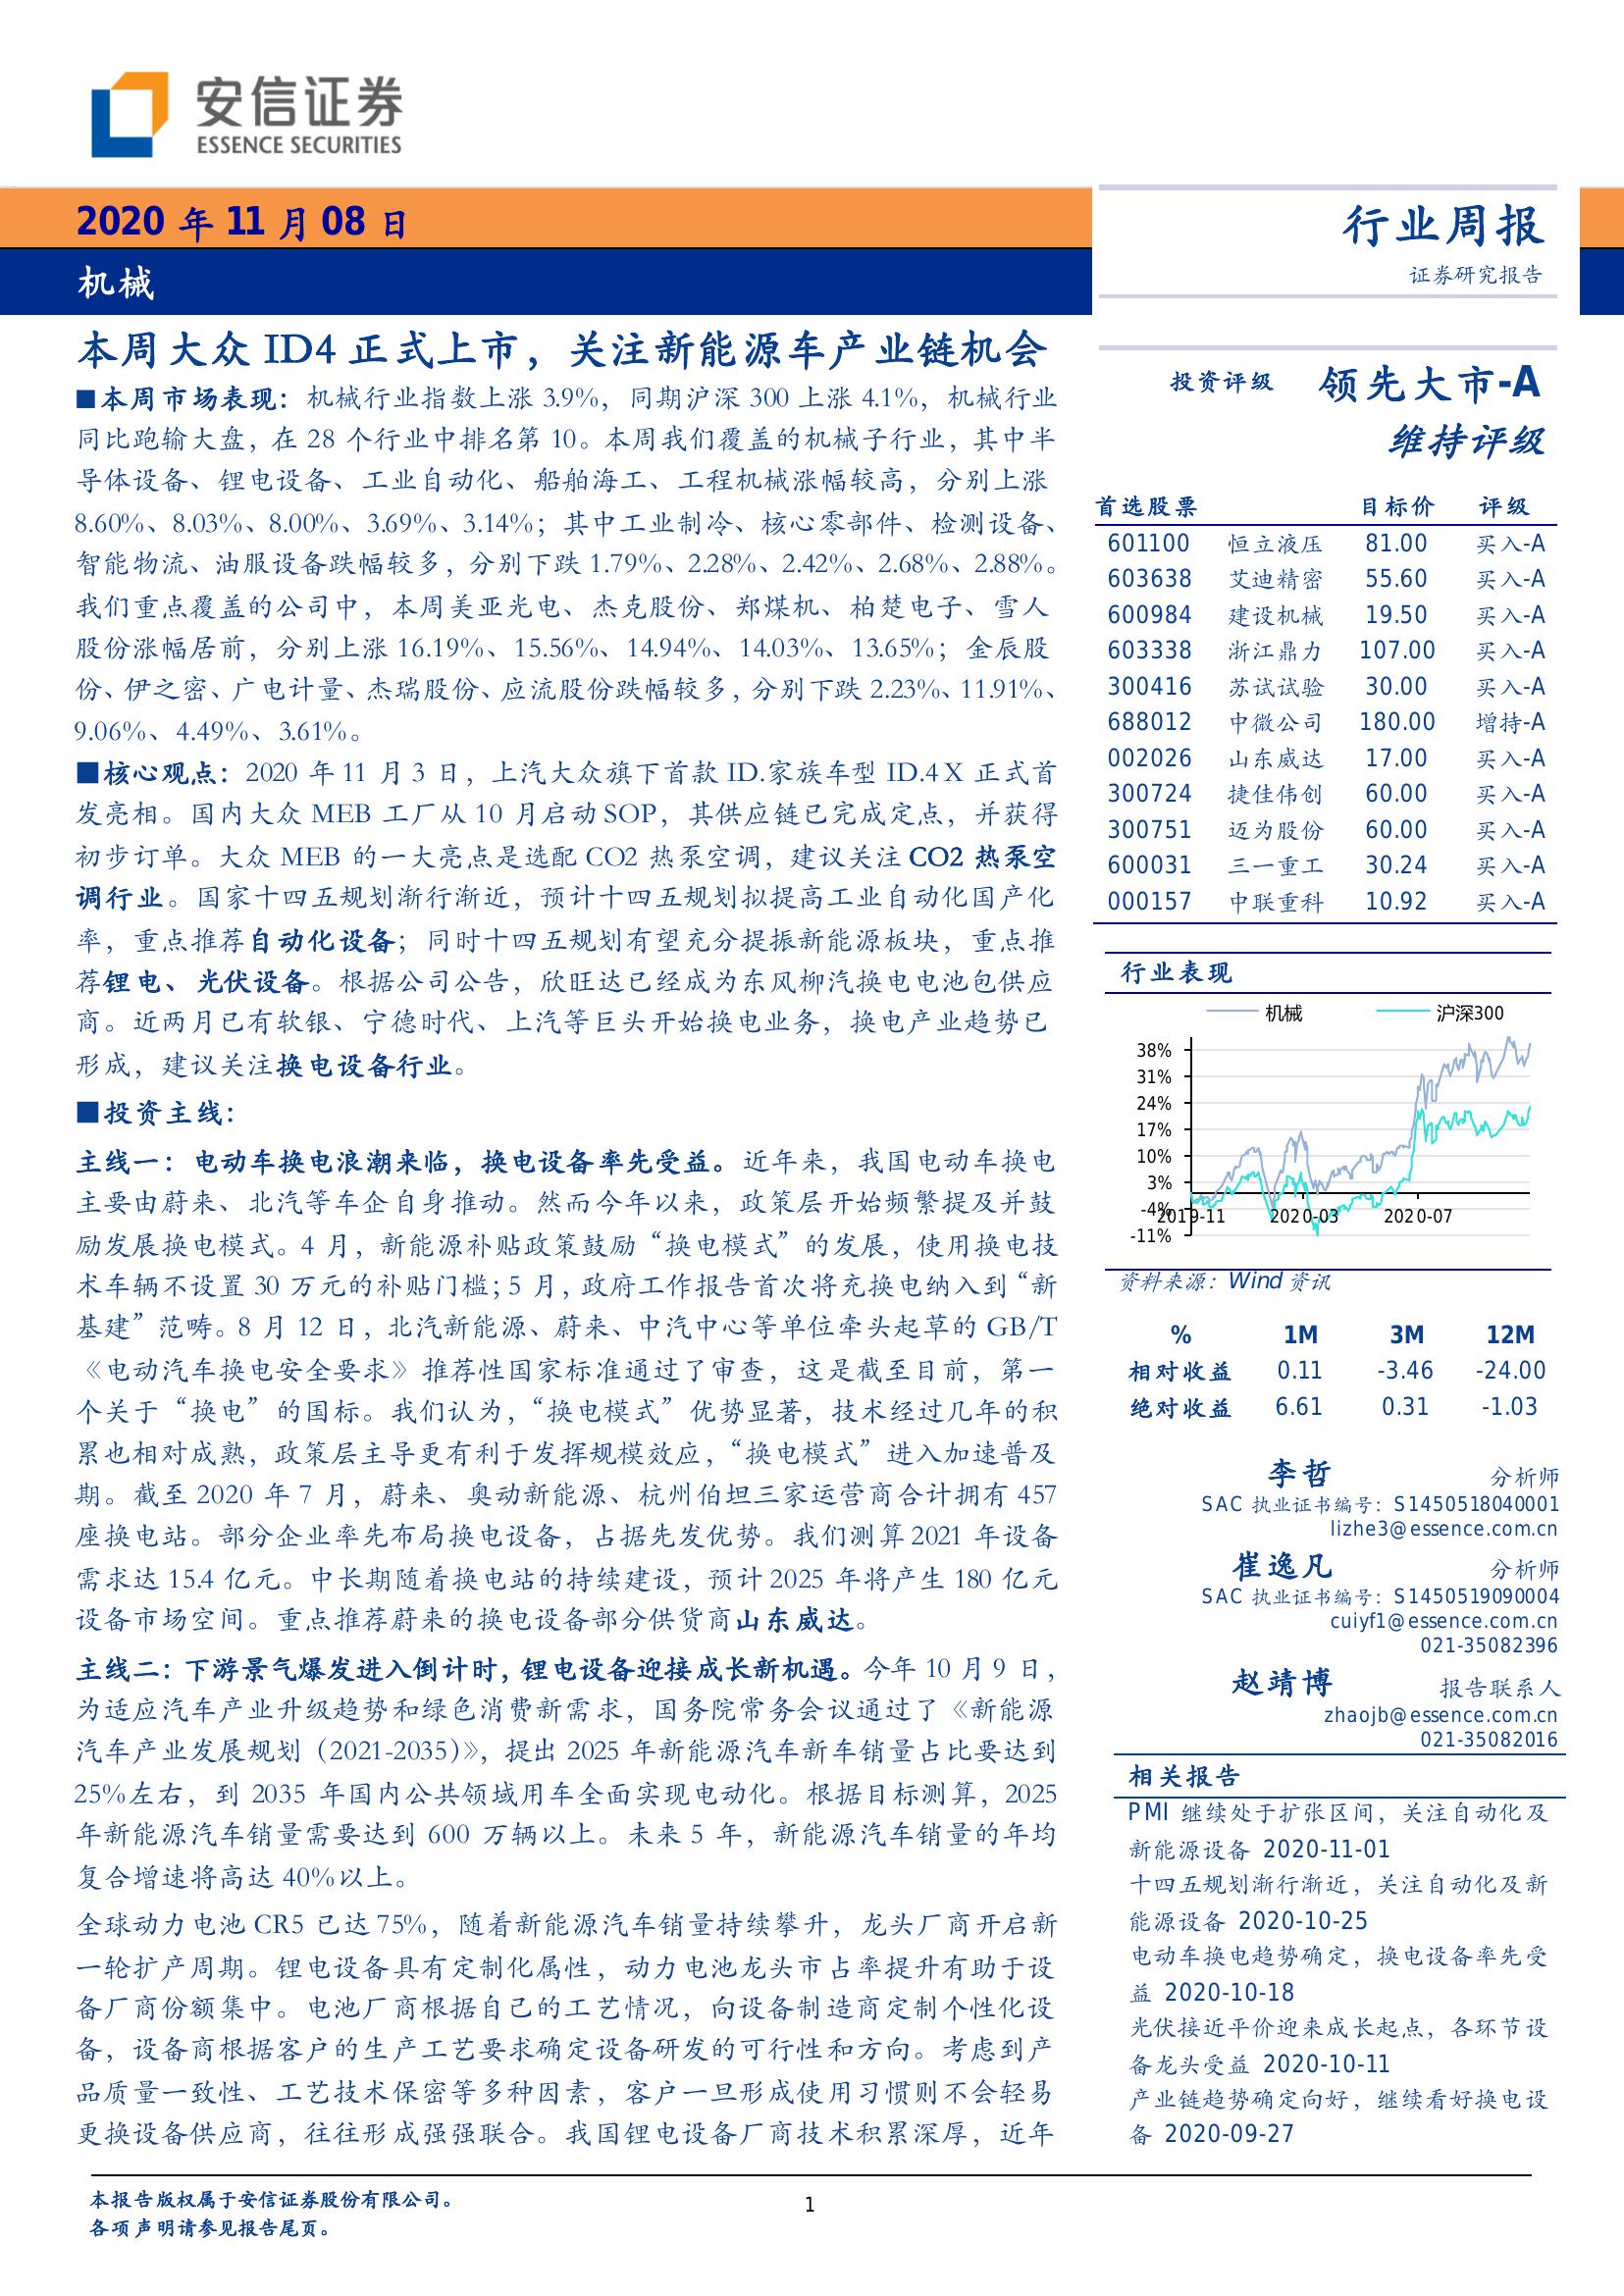 安信证券
ESSENCE SECURITIES
2020 年 11 月 08 日
机械
行业周报
证券研究报告
本周大众 ID4 正式上市，关注新能源车产业链机会
■本周市场表现：机械行业指数上涨 3.9%，同期沪深 300 上涨 4.1%，机械行业
同比跑输大盘，在 28 个行业中排名第 10。本周我们覆盖的机械子行业，其中半
导体设备、锂电设备、工业自动化、船舶海工、工程机械涨幅较高，分别上涨
8.60%、8.03%、8.00%、3.69%、3.14%；其中工业制冷、核心零部件、检测设备、
智能物流、油服设备跌幅较多，分别下跌 1.79%、2.28%、2.42%、2.68%、2.88%。
我们重点覆盖的公司中，本周美亚光电、杰克股份、郑煤机、柏楚电子、雪人
股份涨幅居前，分别上涨 16.19%、15.56%、14.94%、14.03%、13.65%；金辰股
份、伊之密、广电计量、杰瑞股份、应流股份跌幅较多，分别下跌 2.23%、11.91%、
9.06%、4.49%、3.61%。
■核心观点：2020 年 11 月 3 日，上汽大众旗下首款 ID.家族车型 ID.4 X 正式首
发亮相。国内大众 MEB 工厂从 10 月启动 SOP，其供应链已完成定点，并获得
初步订单。大众 MEB 的一大亮点是选配 CO2 热泵空调，建议关注 CO2 热泵空
调行业。国家十四五规划渐行渐近，预计十四五规划拟提高工业自动化国产化
率，重点推荐自动化设备；同时十四五规划有望充分提振新能源板块，重点推
荐锂电、光伏设备。根据公司公告，欣旺达已经成为东风柳汽换电电池包供应
商。近两月已有软银、宁德时代、上汽等巨头开始换电业务，换电产业趋势已
形成，建议关注换电设备行业。
■投资主线：
主线一：电动车换电浪潮来临，换电设备率先受益。近年来，我国电动车换电
主要由蔚来、北汽等车企自身推动。然而今年以来，政策层开始频繁提及并鼓
励发展换电模式。4 月，新能源补贴政策鼓励“换电模式”的发展，使用换电技
术车辆不设置 30 万元的补贴门槛；5 月，政府工作报告首次将充换电纳入到“新
基建”范畴。8 月 12 日，北汽新能源、蔚来、中汽中心等单位牵头起草的 GB/T
《电动汽车换电安全要求》推荐性国家标准通过了审查，这是截至目前，第一
个关于“换电”的国标。我们认为，“换电模式”优势显著，技术经过几年的积
累也相对成熟，政策层主导更有利于发挥规模效应，“换电模式”进入加速普及
期。截至 2020 年 7 月，蔚来、奥动新能源、杭州伯坦三家运营商合计拥有 457
座换电站。部分企业率先布局换电设备，占据先发优势。我们测算 2021 年设备
需求达 15.4 亿元。中长期随着换电站的持续建设，预计 2025 年将产生 180 亿元
设备市场空间。重点推荐蔚来的换电设备部分供货商山东威达。
主线二：下游景气爆发进入倒计时，锂电设备迎接成长新机遇。今年 10 月 9 日，
为适应汽车产业升级趋势和绿色消费新需求，国务院常务会议通过了《新能源
汽车产业发展规划（2021-2035）》，提出 2025 年新能源汽车新车销量占比要达到
25%左右，到 2035 年国内公共领域用车全面实现电动化。根据目标测算，2025
年新能源汽车销量需要达到 600 万辆以上。未来 5 年，新能源汽车销量的年均
复合增速将高达 40%以上。
全球动力电池 CR5 已达 75%，随着新能源汽车销量持续攀升，龙头厂商开启新
一轮扩产周期。锂电设备具有定制化属性，动力电池龙头市占率提升有助于设
备厂商份额集中。电池厂商根据自己的工艺情况，向设备制造商定制个性化设
备，设备商根据客户的生产工艺要求确定设备研发的可行性和方向。考虑到产
品质量一致性、工艺技术保密等多种因素，客户一旦形成使用习惯则不会轻易
更换设备供应商，往往形成强强联合。我国锂电设备厂商技术积累深厚，近年
投资评级 领先大市-A
维持评级
首选股票 目标价 评级
601100 恒立液压 81.00 买入-A
603638 艾迪精密 55.60 买入-A
600984 建设机械 19.50 买入-A
603338 浙江鼎力 107.00 买入-A
300416 苏试试验 30.00 买入-A
688012 中微公司 180.00 增持-A
002026 山东威达 17.00 买入-A
300724 捷佳伟创 60.00 买入-A
300751 迈为股份 60.00 买入-A
600031 三一重工 30.24 买入-A
000157 中联重科 10.92 买入-A
行业表现
机械 沪深300
38%
31%
24%
17%
10%
3%
-4%
-11%
2019-11 2020-03 2020-07
资料来源：Wind 资讯
% 1M 3M 12M
相对收益 0.11 -3.46 -24.00
绝对收益 6.61 0.31 -1.03
李哲 分析师
SAC 执业证书编号：S1450518040001
lizhe3@essence.com.cn
崔逸凡 分析师
SAC 执业证书编号：S1450519090004
cuiyf1@essence.com.cn
021-35082396
赵靖博 报告联系人
zhaojb@essence.com.cn
021-35082016
相关报告
PMI 继续处于扩张区间，关注自动化及
新能源设备 2020-11-01
十四五规划渐行渐近，关注自动化及新
能源设备 2020-10-25
电动车换电趋势确定，换电设备率先受
益 2020-10-18
光伏接近平价迎来成长起点，各环节设
备龙头受益 2020-10-11
产业链趋势确定向好，继续看好换电设
备 2020-09-27
本报告版权属于安信证券股份有限公司。
各项声明请参见报告尾页。
1